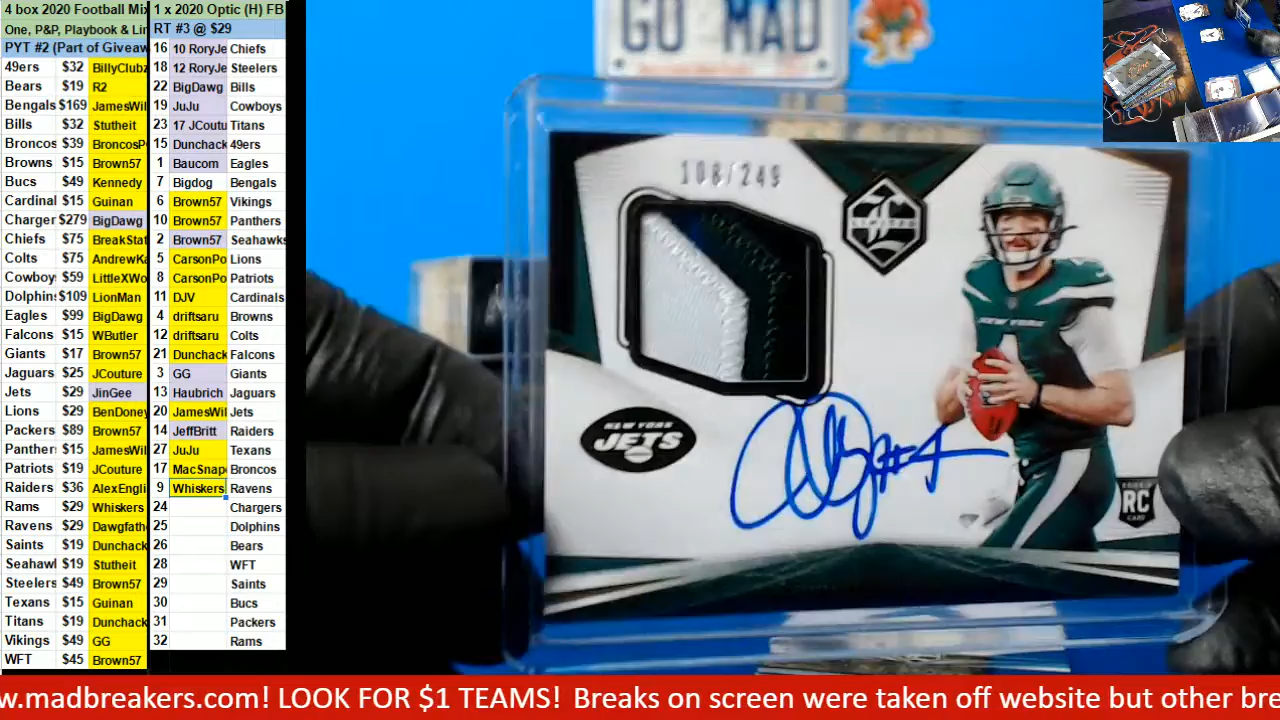 4 box 2020 Football Mix
One, P&P, Playbook & Lim
PYT #2 (Part of Giveaw
49ers $32 BillyClubz
Bears $19 R2
Bengals $169 JamesWil
Bills $32 Stutheit
Broncos $39 BroncosP
Browns $15 Brown57
Bucs $49 Kennedy
Cardinal $15 Guinan
Charger $279 BigDawg
Chiefs $75 BreakStat
Colts $75 AndrewKa
Cowboy $59 LittleXWo
Dolphins $109 LionMan
Eagles $99 BigDawg
Falcons $15 WButler
Giants $17 Brown57
Jaguars $25 JCouture
Jets $29 JinGee
Lions $29 BenDoney
Packers $89 Brown57
Panther $15 JamesWil
Patriots $19 JCouture
Raiders $36 AlexEngli
Rams $29 Whiskers
Ravens $29 Dawgfath
Saints $19 Dunchack
Seahawl $19 Stutheit
Steelers $49 Brown57
Texans $15 Guinan
Titans $19 Dunchack
Vikings $49 GG
WFT $45 Brown57
1 x 2020 Optic (H) FB
RT #3 @ $29
16 10 RoryJe Chiefs
18 12 RoryJe Steelers
22 BigDawg Bills
19 JuJu Cowboys
23 17 JCoutu Titans
15 Dunchack 49ers
1 Baucom Eagles
7 Bigdog Bengals
6 Brown57 Vikings
10 Brown57 Panthers
2 Brown57 Seahawks
5 CarsonPo Lions
8 CarsonPo Patriots
11 DJV Cardinals
4 driftsaru Browns
12 driftsaru Colts
21 Dunchack Falcons
3 GG Giants
13 Haubrich Jaguars
20 JamesWil Jets
14 JeffBritt Raiders
27 JuJu Texans
17 MacSnap Broncos
9 Whiskers Ravens
24 Chargers
25 Dolphins
26 Bears
28 WFT
29 Saints
30 Bucs
31 Packers
32 Rams
GO MAD
108/249
LIMITED
NEW YORK
NEW YORK
JETS
#4
RC
CARD
w.madbreakers.com! LOOK FOR $1 TEAMS! Breaks on screen were taken off website but other bre